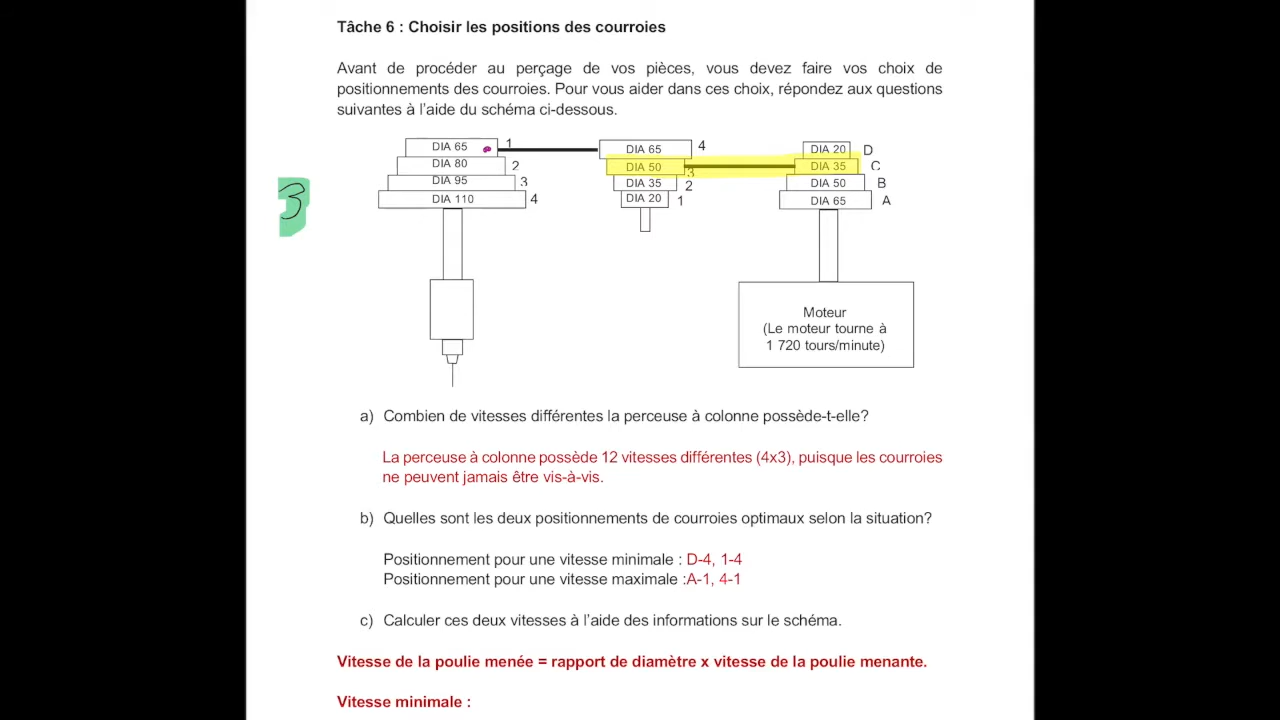 Tâche 6 : Choisir les positions des courroies
Avant de procéder au perçage de vos pièces, vous devez faire vos choix de
positionnements des courroies. Pour vous aider dans ces choix, répondez aux questions
suivantes à l'aide du schéma ci-dessous.
DIA 65 1 DIA 65 4 DIA 20 D
DIA 80 2 DIA 50 3 DIA 35 C
DIA 95 3 DIA 35 2 DIA 50 B
DIA 110 4 DIA 20 1 DIA 65 A
3
Moteur
(Le moteur tourne à
1 720 tours/minute)
a) Combien de vitesses différentes la perceuse à colonne possède-t-elle?
La perceuse à colonne possède 12 vitesses différentes (4x3), puisque les courroies
ne peuvent jamais être vis-à-vis.
b) Quelles sont les deux positionnements de courroies optimaux selon la situation?
Positionnement pour une vitesse minimale : D-4, 1-4
Positionnement pour une vitesse maximale :A-1, 4-1
c) Calculer ces deux vitesses à l'aide des informations sur le schéma.
Vitesse de la poulie menée = rapport de diamètre x vitesse de la poulie menante.
Vitesse minimale :